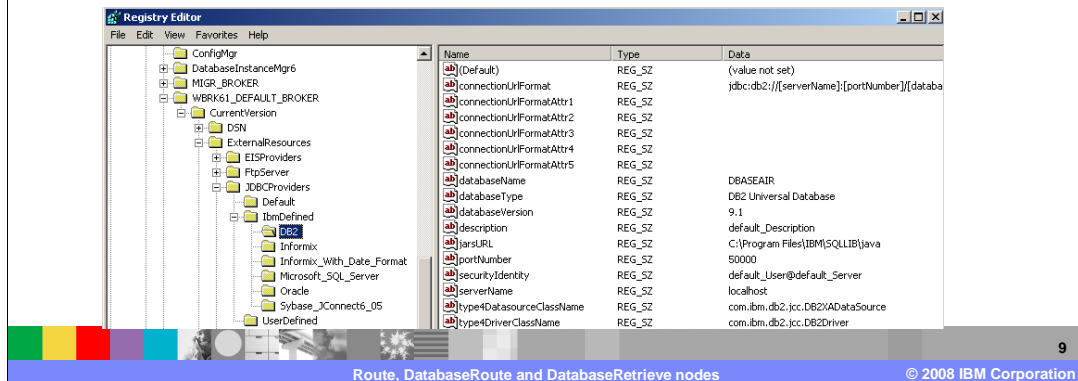 Registry Editor
File Edit View Favorites Help
ConfigMgr
DatabaseInstanceMgr6
MIGR_BROKER
WBRK61_DEFAULT_BROKER
CurrentVersion
DSN
ExternalResources
EISProviders
FtpServer
JDBCProviders
Default
IbmDefined
DB2
Informix
Informix_With_Date_Format
Microsoft_SQL_Server
Oracle
Sybase_JConnect6_05
UserDefined
Name Type Data
(Default) REG_SZ (value not set)
connectionUrlFormat REG_SZ jdbc:db2://[serverName]:[portNumber]/[databa
connectionUrlFormatAttr1 REG_SZ
connectionUrlFormatAttr2 REG_SZ
connectionUrlFormatAttr3 REG_SZ
connectionUrlFormatAttr4 REG_SZ
connectionUrlFormatAttr5 REG_SZ
databaseName REG_SZ DBASEAIR
databaseType REG_SZ DB2 Universal Database
databaseVersion REG_SZ 9.1
description REG_SZ default_Description
jarsURL REG_SZ C:\Program Files\IBM\SQLLIB\java
portNumber REG_SZ 50000
securityIdentity REG_SZ default_User@default_Server
serverName REG_SZ localhost
type4DatasourceClassName REG_SZ com.ibm.db2.jcc.DB2XADataSource
type4DriverClassName REG_SZ com.ibm.db2.jcc.DB2Driver
9
Route, DatabaseRoute and DatabaseRetrieve nodes © 2008 IBM Corporation